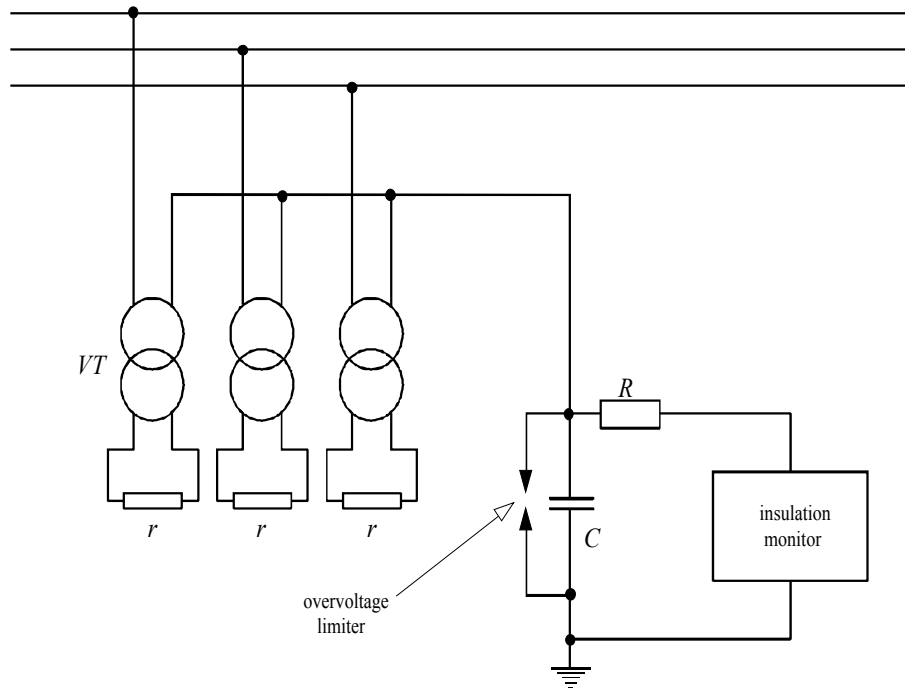 VT
R
insulation
monitor
C
r
r
r
overvoltage
limiter